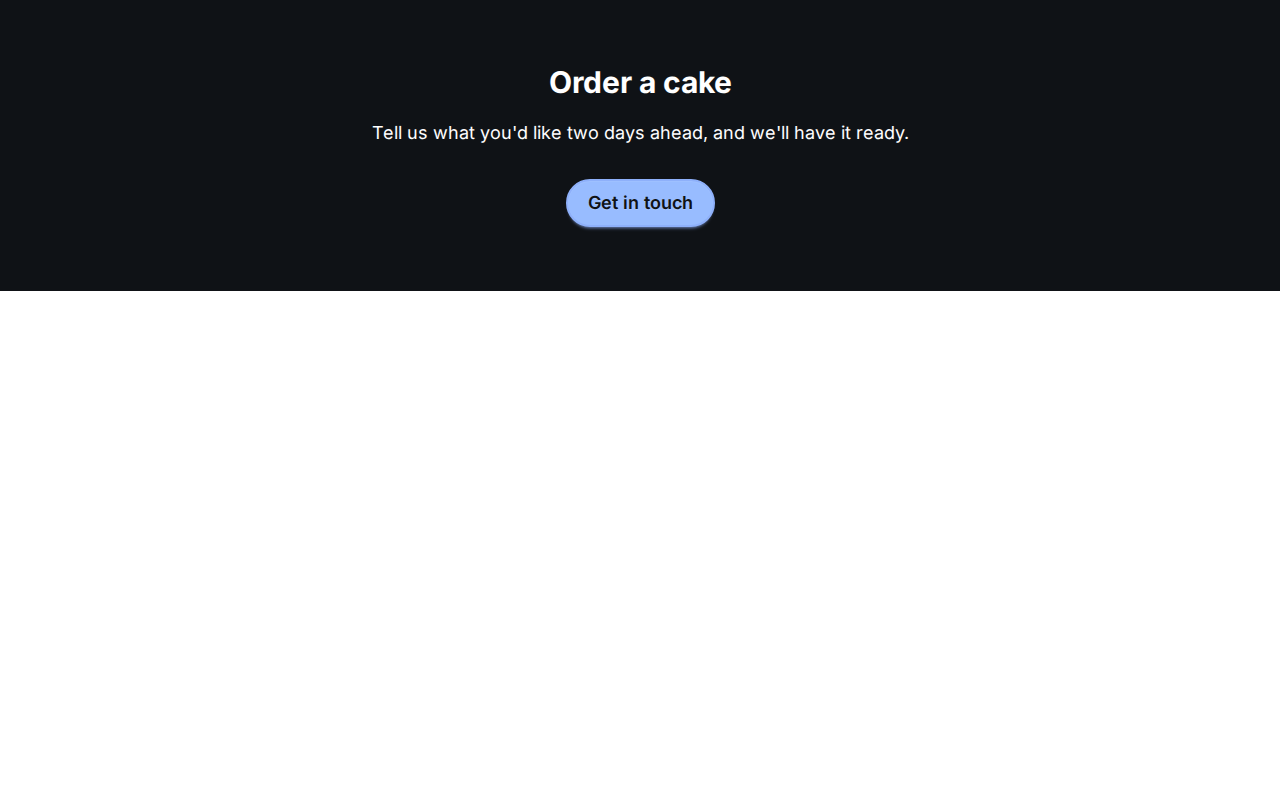 Order a cake
Tell us what you'd like two days ahead, and we'll have it ready.
Get in touch